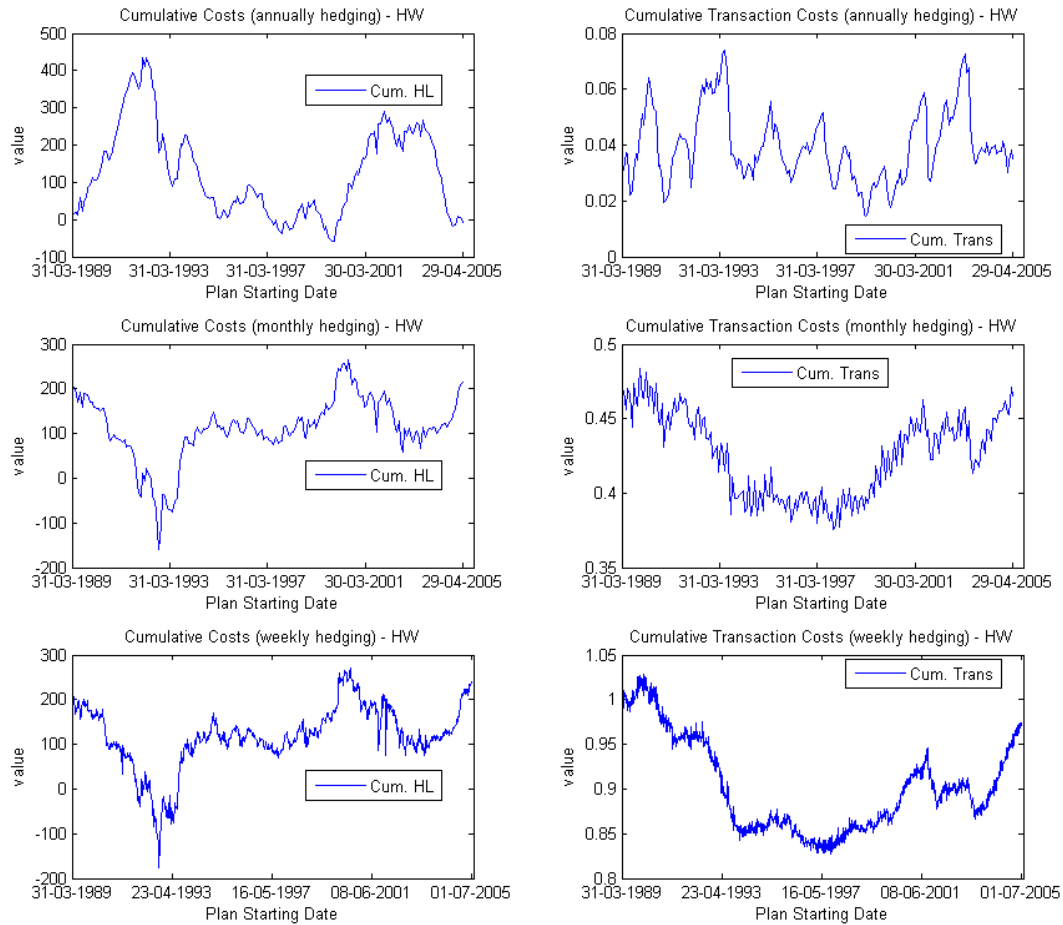 Cumulative Costs (annually hedging) - HW
500
400
300
200
100
0
-100
value
Cum. HL
31-03-1989 31-03-1993 31-03-1997 30-03-2001 29-04-2005
Plan Starting Date
Cumulative Transaction Costs (annually hedging) - HW
0.08
0.06
0.04
0.02
0
value
Cum. Trans
31-03-1989 31-03-1993 31-03-1997 30-03-2001 29-04-2005
Plan Starting Date
Cumulative Costs (monthly hedging) - HW
300
200
100
0
-100
-200
value
Cum. HL
31-03-1989 31-03-1993 31-03-1997 30-03-2001 29-04-2005
Plan Starting Date
Cumulative Transaction Costs (monthly hedging) - HW
0.5
0.45
0.4
0.35
value
Cum. Trans
31-03-1989 31-03-1993 31-03-1997 30-03-2001 29-04-2005
Plan Starting Date
Cumulative Costs (weekly hedging) - HW
300
200
100
0
-100
-200
value
Cum. HL
31-03-1989 23-04-1993 16-05-1997 08-06-2001 01-07-2005
Plan Starting Date
Cumulative Transaction Costs (weekly hedging) - HW
1.05
1
0.95
0.9
0.85
0.8
value
Cum. Trans
31-03-1989 23-04-1993 16-05-1997 08-06-2001 01-07-2005
Plan Starting Date